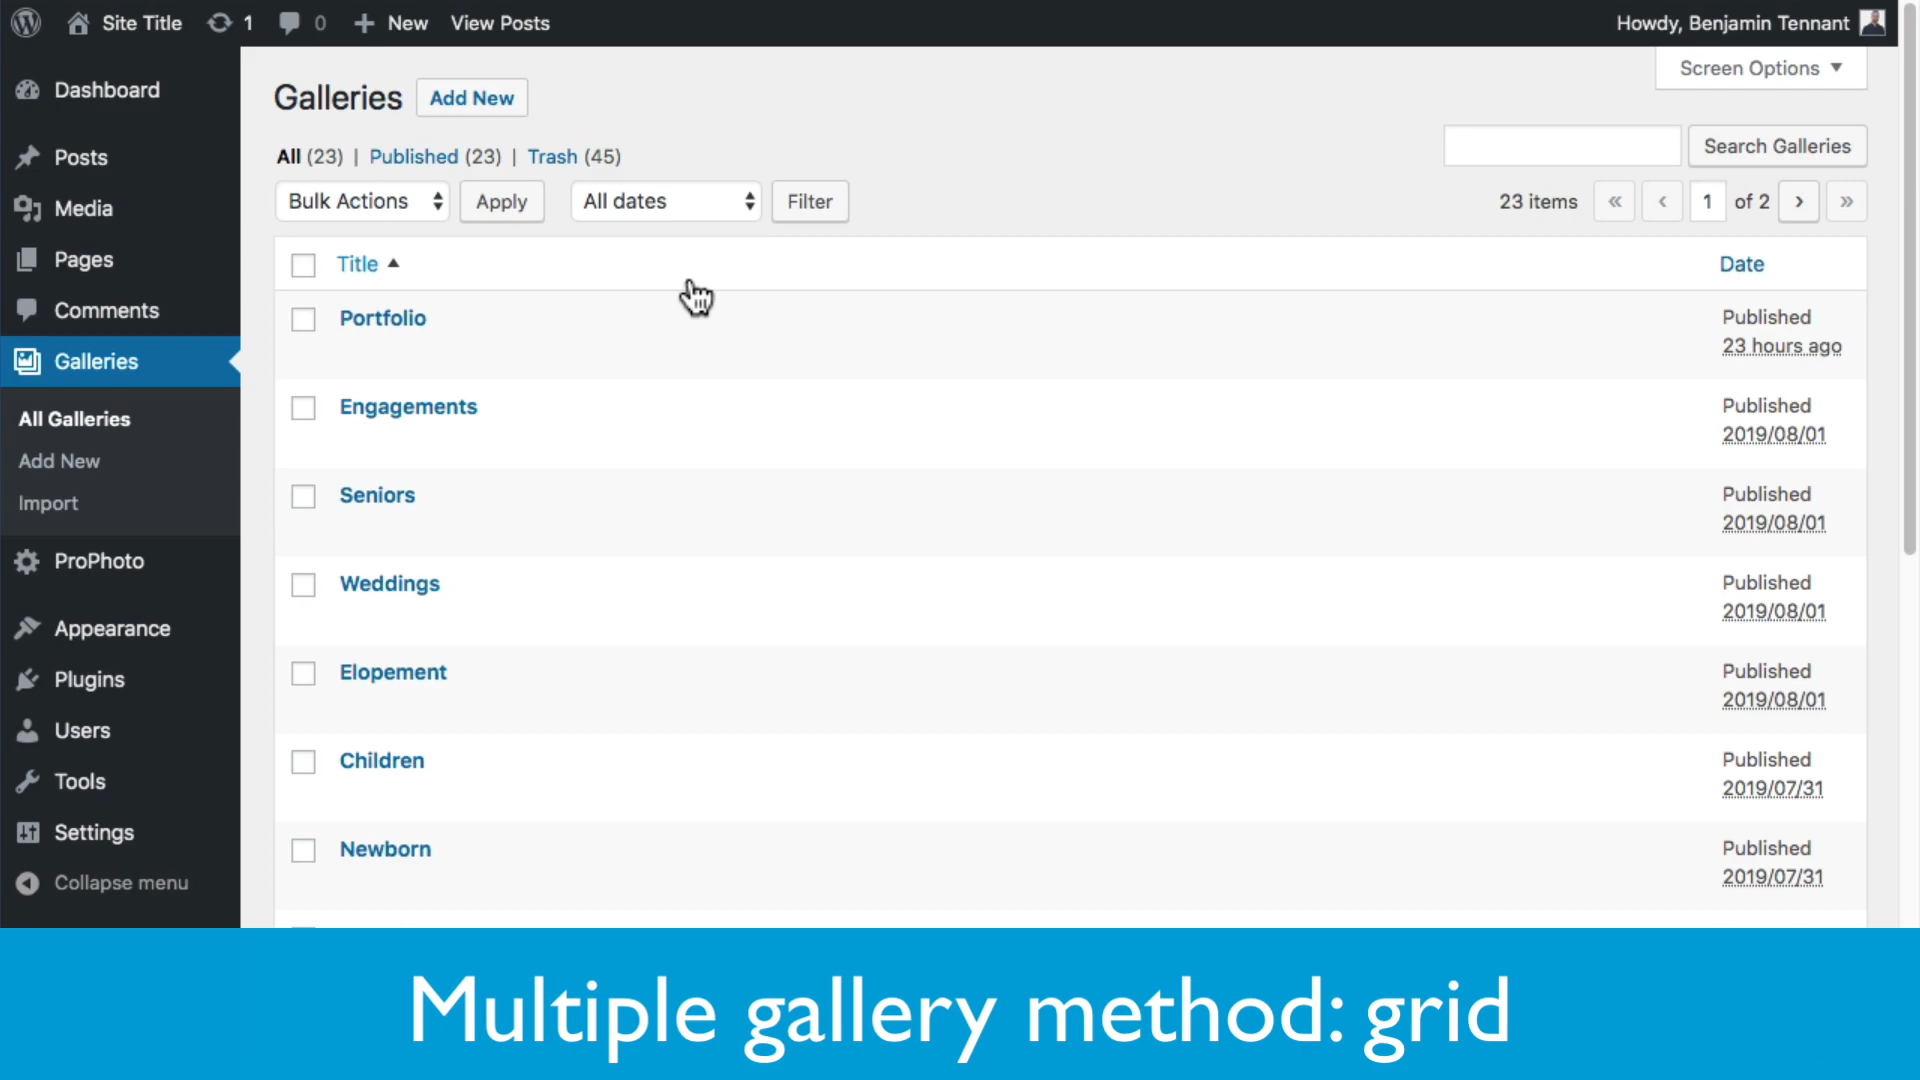 Site Title 1 0 New View Posts Howdy, Benjamin Tennant
Screen Options
Dashboard
Posts
Media
Pages
Comments
Galleries
All Galleries
Add New
Import
ProPhoto
Appearance
Plugins
Users
Tools
Settings
Collapse menu
Galleries Add New
All (23) | Published (23) | Trash (45)
Search Galleries
Bulk Actions Apply All dates Filter 23 items « ‹ 1 of 2 › »
Title Date
Portfolio Published
23 hours ago
Engagements Published
2019/08/01
Seniors Published
2019/08/01
Weddings Published
2019/08/01
Elopement Published
2019/08/01
Children Published
2019/07/31
Newborn Published
2019/07/31
Multiple gallery method: grid